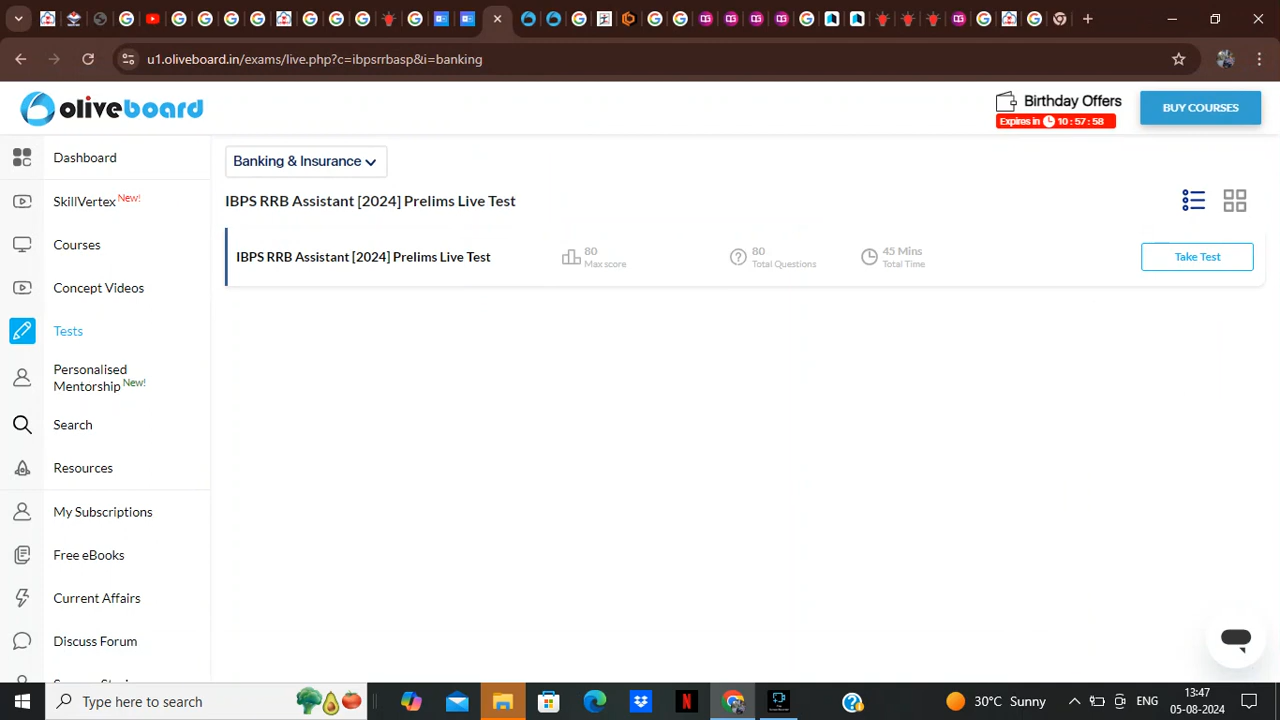 u1.oliveboard.in/exams/live.php?c=ibpsrrbasp&i=banking
oliveboard
Birthday Offers
Expires in 10 : 57 : 58
BUY COURSES
Dashboard
SkillVertex New!
Courses
Concept Videos
Tests
Personalised
Mentorship New!
Search
Resources
My Subscriptions
Free eBooks
Current Affairs
Discuss Forum
Banking & Insurance
IBPS RRB Assistant [2024] Prelims Live Test
IBPS RRB Assistant [2024] Prelims Live Test
80
Max score
80
Total Questions
45 Mins
Total Time
Take Test
Type here to search
30°C Sunny
ENG
13:47
05-08-2024